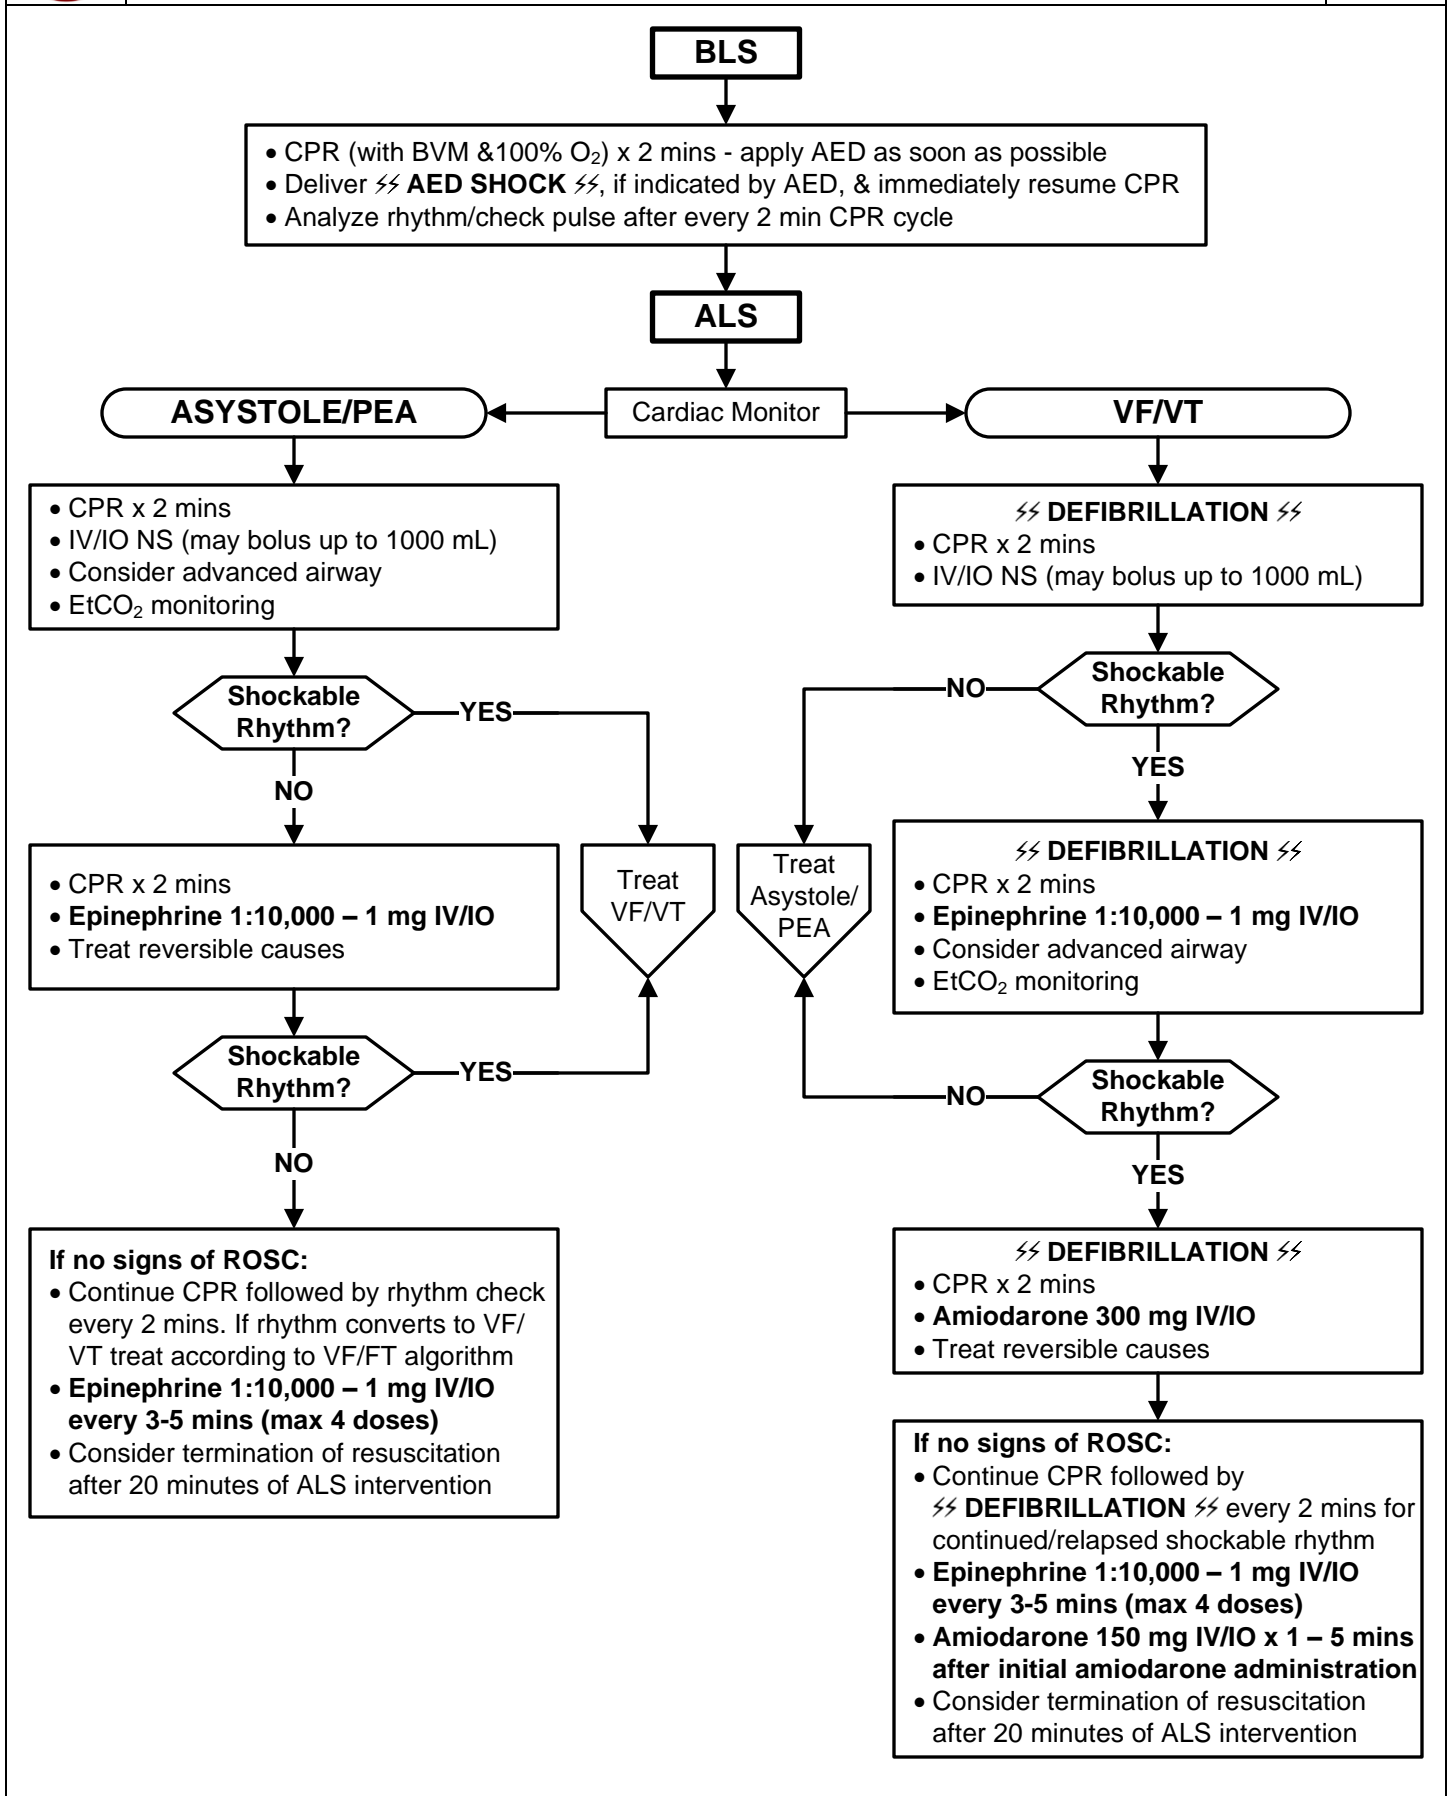 BLS
• CPR (with BVM &100% O₂) x 2 mins - apply AED as soon as possible
• Deliver ⚡⚡ AED SHOCK ⚡⚡, if indicated by AED, & immediately resume CPR
• Analyze rhythm/check pulse after every 2 min CPR cycle
ALS
Cardiac Monitor
ASYSTOLE/PEA
• CPR x 2 mins
• IV/IO NS (may bolus up to 1000 mL)
• Consider advanced airway
• EtCO₂ monitoring
Shockable
Rhythm?
YES
NO
• CPR x 2 mins
• Epinephrine 1:10,000 – 1 mg IV/IO
• Treat reversible causes
Treat
VF/VT
Shockable
Rhythm?
YES
NO
If no signs of ROSC:
• Continue CPR followed by rhythm check
every 2 mins. If rhythm converts to VF/
VT treat according to VF/FT algorithm
• Epinephrine 1:10,000 – 1 mg IV/IO
every 3-5 mins (max 4 doses)
• Consider termination of resuscitation
after 20 minutes of ALS intervention
VF/VT
⚡⚡ DEFIBRILLATION ⚡⚡
• CPR x 2 mins
• IV/IO NS (may bolus up to 1000 mL)
Shockable
Rhythm?
NO
YES
Treat
Asystole/
PEA
⚡⚡ DEFIBRILLATION ⚡⚡
• CPR x 2 mins
• Epinephrine 1:10,000 – 1 mg IV/IO
• Consider advanced airway
• EtCO₂ monitoring
Shockable
Rhythm?
NO
YES
⚡⚡ DEFIBRILLATION ⚡⚡
• CPR x 2 mins
• Amiodarone 300 mg IV/IO
• Treat reversible causes
If no signs of ROSC:
• Continue CPR followed by
⚡⚡ DEFIBRILLATION ⚡⚡ every 2 mins for
continued/relapsed shockable rhythm
• Epinephrine 1:10,000 – 1 mg IV/IO
every 3-5 mins (max 4 doses)
• Amiodarone 150 mg IV/IO x 1 – 5 mins
after initial amiodarone administration
• Consider termination of resuscitation
after 20 minutes of ALS intervention